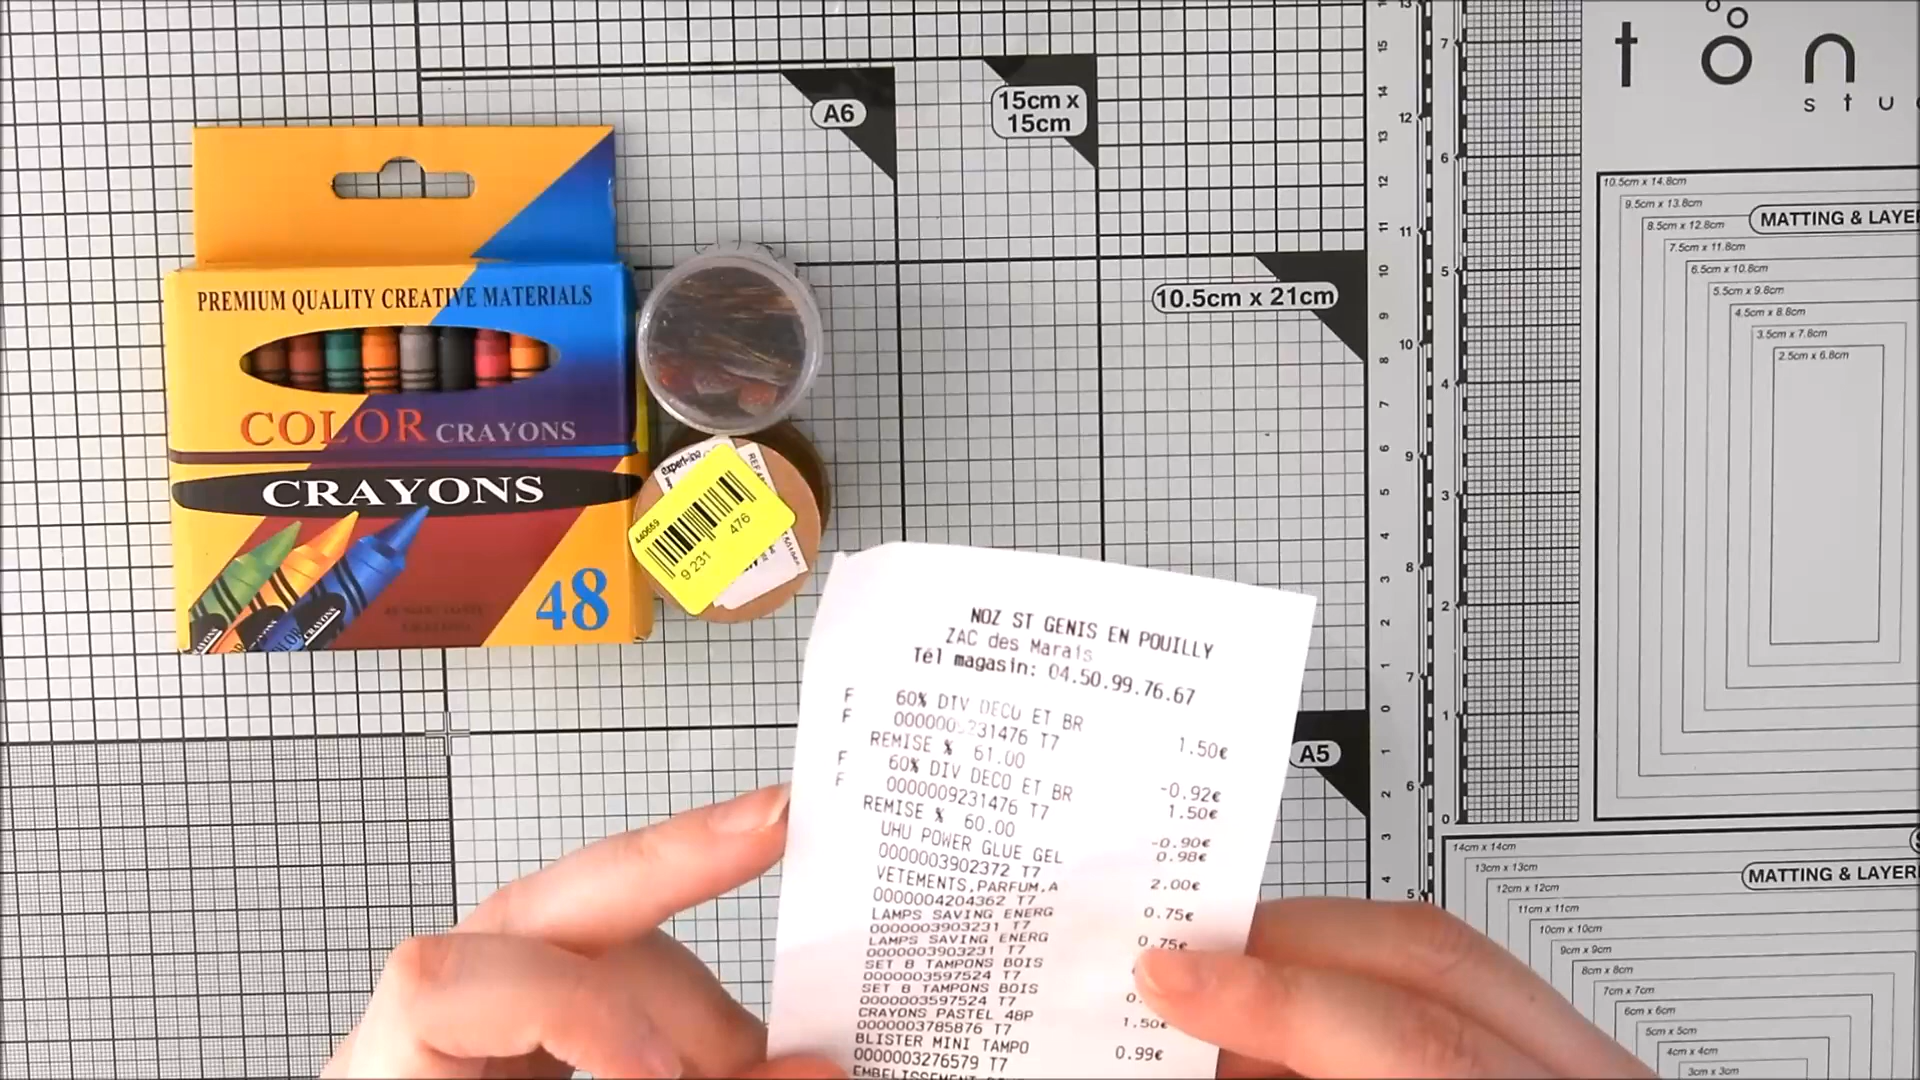 A6
15cm x
15cm
10.5cm x 21cm
A5
tôn
10.5cm x 14.8cm
9.5cm x 13.8cm
8.5cm x 12.8cm
MATTING & LAYE
7.5cm x 11.8cm
6.5cm x 10.8cm
5.5cm x 9.8cm
4.5cm x 8.8cm
3.5cm x 7.8cm
2.5cm x 6.8cm
14cm x 14cm
13cm x 13cm
MATTING & LAYER
12cm x 12cm
11cm x 11cm
10cm x 10cm
9cm x 9cm
8cm x 8cm
7cm x 7cm
6cm x 6cm
5cm x 5cm
4cm x 4cm
3cm x 3cm
PREMIUM QUALITY CREATIVE MATERIALS
COLOR CRAYONS
CRAYONS
48
440659
9 231 476
NOZ ST GENIS EN POUILLY
ZAC des Marais
Tél magasin: 04.50.99.76.67
F 60% DIV DECO ET BR
F 231476 T7 1.50€
REMISE % 61.00 -0.92€
F 60% DIV DECO ET BR 1.50€
F 0000009231476 T7
REMISE % 60.00 -0.90€
UHU POWER GLUE GEL 0.98€
0000003902372 T7
VETEMENTS,PARFUM,A 2.00€
0000004204362 T7
LAMPS SAVING ENERG 0.75€
0000003903231 T7
LAMPS SAVING ENERG 0.75€
0000003903231 T7
SET 8 TAMPONS BOIS
0000003597524 T7
SET 8 TAMPONS BOIS 0.
0000003597524 T7
CRAYONS PASTEL 48P 1.50€
0000003785876 T7
BLISTER MINI TAMPO 0.99€
0000003276579 T7